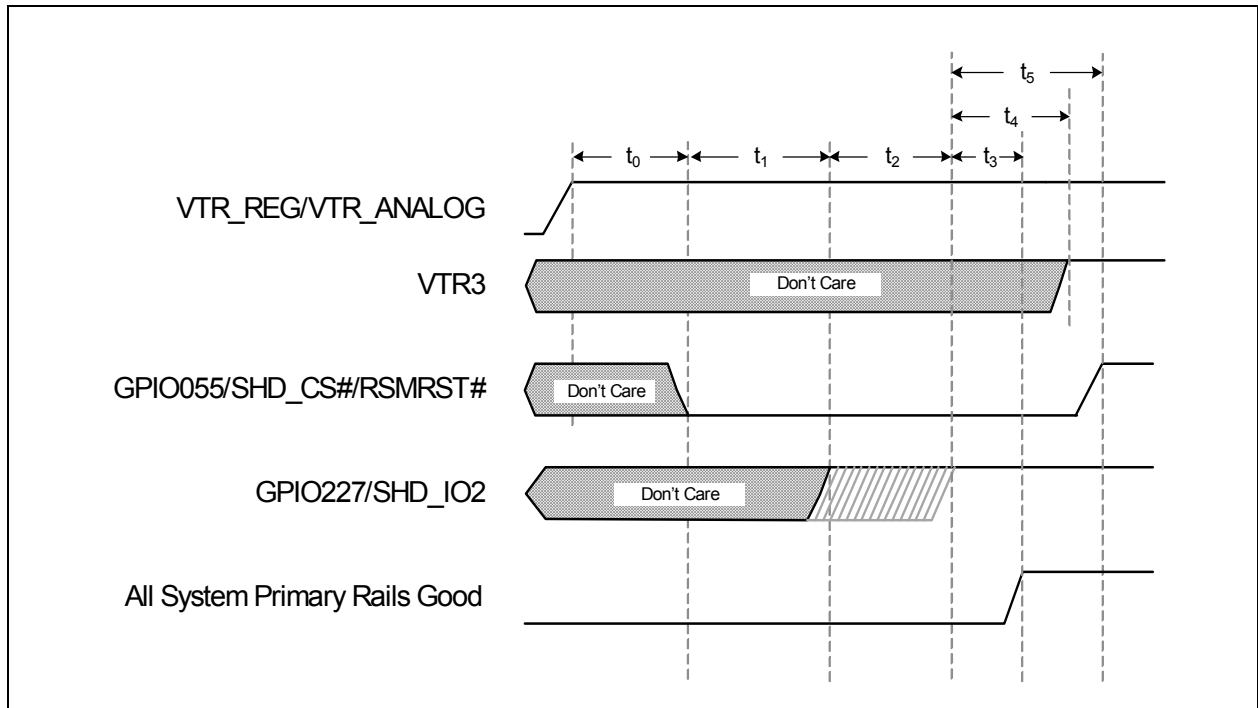 t5
t4
t0
t1
t2
t3
VTR_REG/VTR_ANALOG
VTR3
Don't Care
GPIO055/SHD_CS#/RSMRST#
Don't Care
GPIO227/SHD_IO2
Don't Care
All System Primary Rails Good